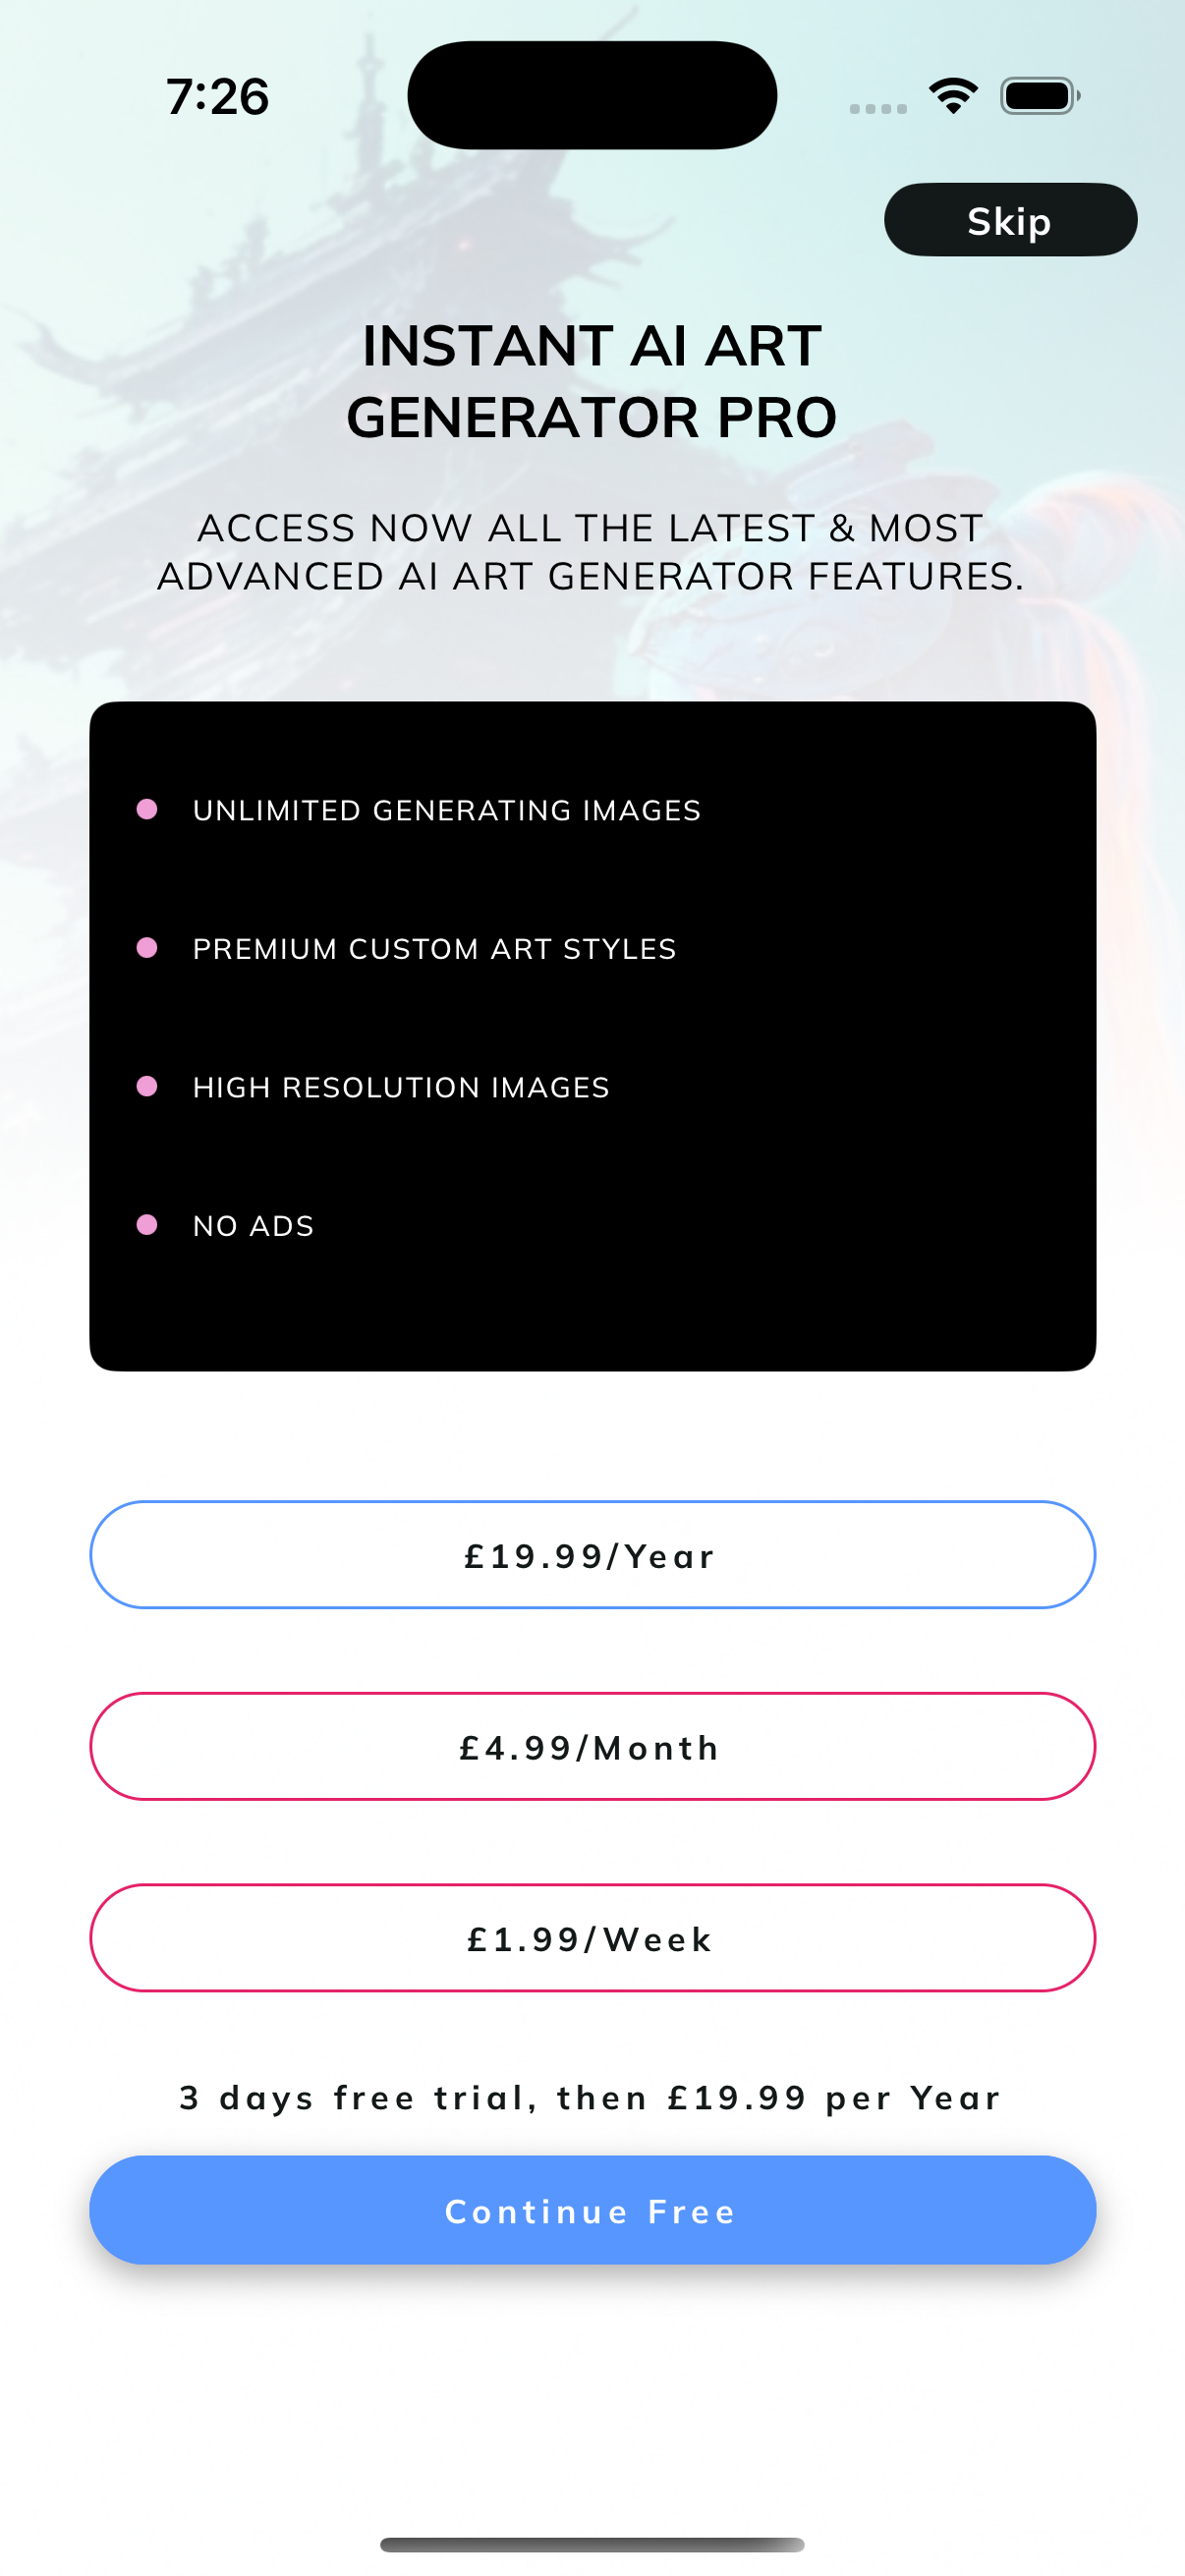 7:26
Skip
INSTANT AI ART
GENERATOR PRO
ACCESS NOW ALL THE LATEST & MOST
ADVANCED AI ART GENERATOR FEATURES.
UNLIMITED GENERATING IMAGES
PREMIUM CUSTOM ART STYLES
HIGH RESOLUTION IMAGES
NO ADS
£19.99/Year
£4.99/Month
£1.99/Week
3 days free trial, then £19.99 per Year
Continue Free